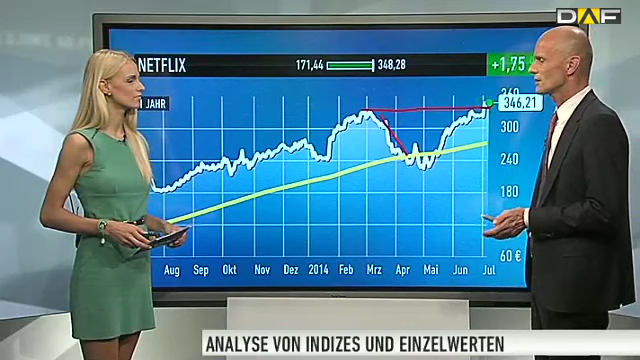 DAF
NETFLIX 171,44 348,28 +1,75
1 JAHR
346,21
300
240
180
60 €
Aug Sep Okt Nov Dez 2014 Feb Mrz Apr Mai Jun Jul
ANALYSE VON INDIZES UND EINZELWERTEN